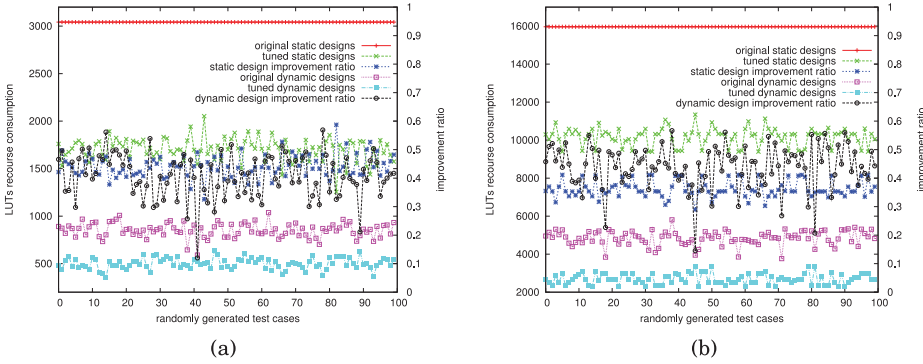 3000
2500
2000
1500
1000
500
LUTs recourse consumption
original static designs
tuned static designs
static design improvement ratio
original dynamic designs
tuned dynamic designs
dynamic design improvement ratio
1
0.9
0.8
0.7
0.6
0.5
0.4
0.3
0.2
0.1
0
improvement ratio
0 10 20 30 40 50 60 70 80 90 100
randomly generated test cases
(a)
16000
14000
12000
10000
8000
6000
4000
2000
LUTs recourse consumption
original static designs
tuned static designs
static design improvement ratio
original dynamic designs
tuned dynamic designs
dynamic design improvement ratio
1
0.9
0.8
0.7
0.6
0.5
0.4
0.3
0.2
0.1
0
improvement ratio
0 10 20 30 40 50 60 70 80 90 100
randomly generated test cases
(b)